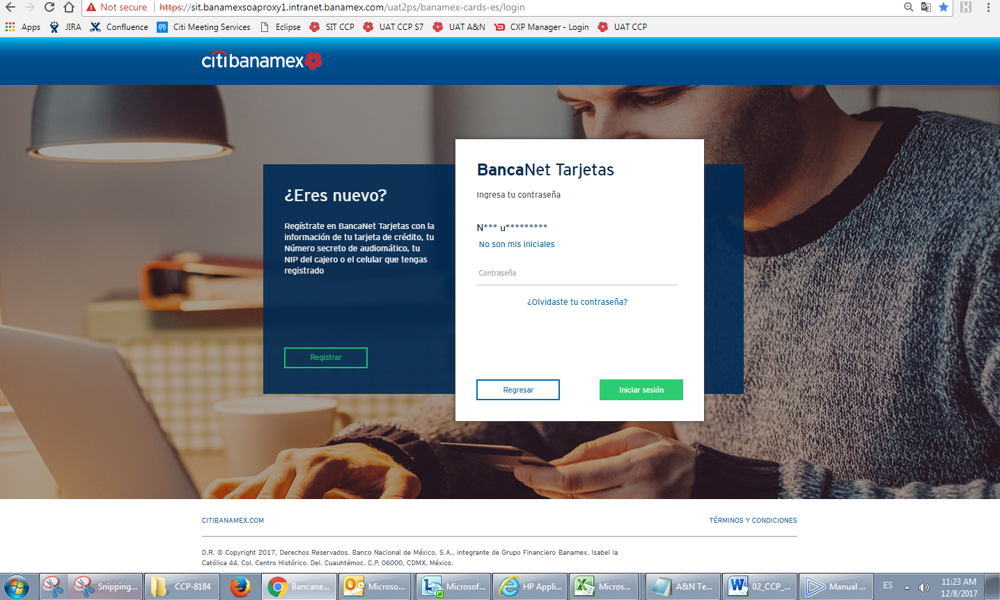 Not secure https://sit.banamexsoaproxy1.intranet.banamex.com/uat2ps/banamex-cards-es/login
Apps JIRA Confluence Citi Meeting Services Eclipse SIT CCP UAT CCP S7 UAT A&N CXP Manager - Login UAT CCP
citibanamex
¿Eres nuevo?
Regístrate en BancaNet Tarjetas con la
información de tu tarjeta de crédito, tu
Número secreto de audiomático, tu
NIP del cajero o el celular que tengas
registrado
Registrar
BancaNet Tarjetas
Ingresa tu contraseña
N*** u*********
No son mis iniciales
Contraseña
¿Olvidaste tu contraseña?
Regresar Iniciar sesión
CITIBANAMEX.COM TÉRMINOS Y CONDICIONES
D.R. © Copyright 2017, Derechos Reservados. Banco Nacional de México, S.A., integrante de Grupo Financiero Banamex. Isabel la
Católica 44. Col. Centro Histórico. Del. Cuauhtémoc. C.P. 06000, CDMX, México.
Snipping... CCP-8184 Bancane... Microso... Microsof... HP Appli... Micros... A&N Te... 02_CCP_... Manual ... ES 11:23 AM
12/8/2017